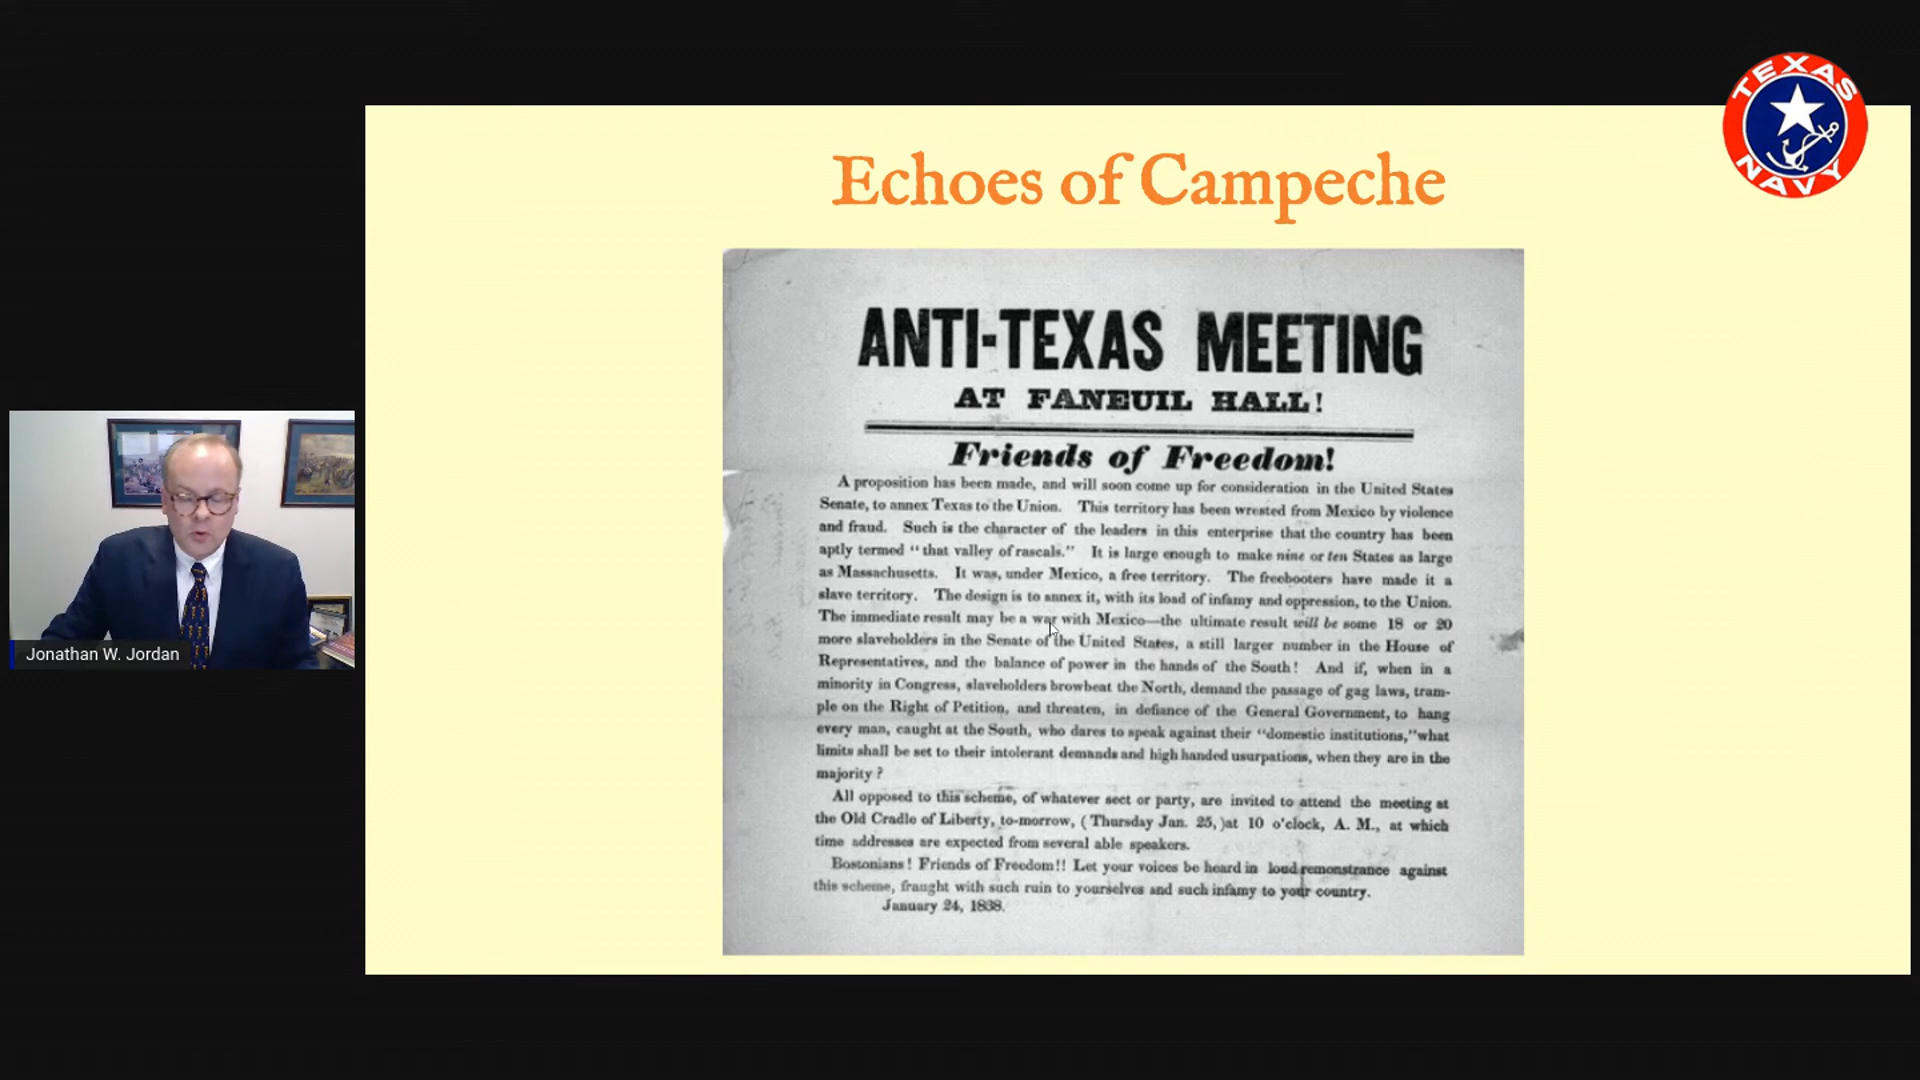 TEXAS
NAVY
Echoes of Campeche
ANTI-TEXAS MEETING
AT FANEUIL HALL!
Friends of Freedom!
A proposition has been made, and will soon come up for consideration in the United States
Senate, to annex Texas to the Union. This territory has been wrested from Mexico by violence
and fraud. Such is the character of the leaders in this enterprise that the country has been
aptly termed "that valley of rascals." It is large enough to make nine or ten States as large
as Massachusetts. It was, under Mexico, a free territory. The freebooters have made it a
slave territory. The design is to annex it, with its load of infamy and oppression, to the Union.
The immediate result may be a war with Mexico—the ultimate result will be some 18 or 20
more slaveholders in the Senate of the United States, a still larger number in the House of
Representatives, and the balance of power in the hands of the South! And if, when in a
minority in Congress, slaveholders browbeat the North, demand the passage of gag laws, tram-
ple on the Right of Petition, and threaten, in defiance of the General Government, to hang
every man, caught at the South, who dares to speak against their "domestic institutions," what
limits shall be set to their intolerant demands and high handed usurpations, when they are in the
majority?
All opposed to this scheme, of whatever sect or party, are invited to attend the meeting at
the Old Cradle of Liberty, to-morrow, (Thursday Jan. 25,) at 10 o'clock, A. M., at which
time addresses are expected from several able speakers.
Bostonians! Friends of Freedom!! Let your voices be heard in loud remonstrance against
this scheme, fraught with such ruin to yourselves and such infamy to your country.
January 24, 1838.
Jonathan W. Jordan